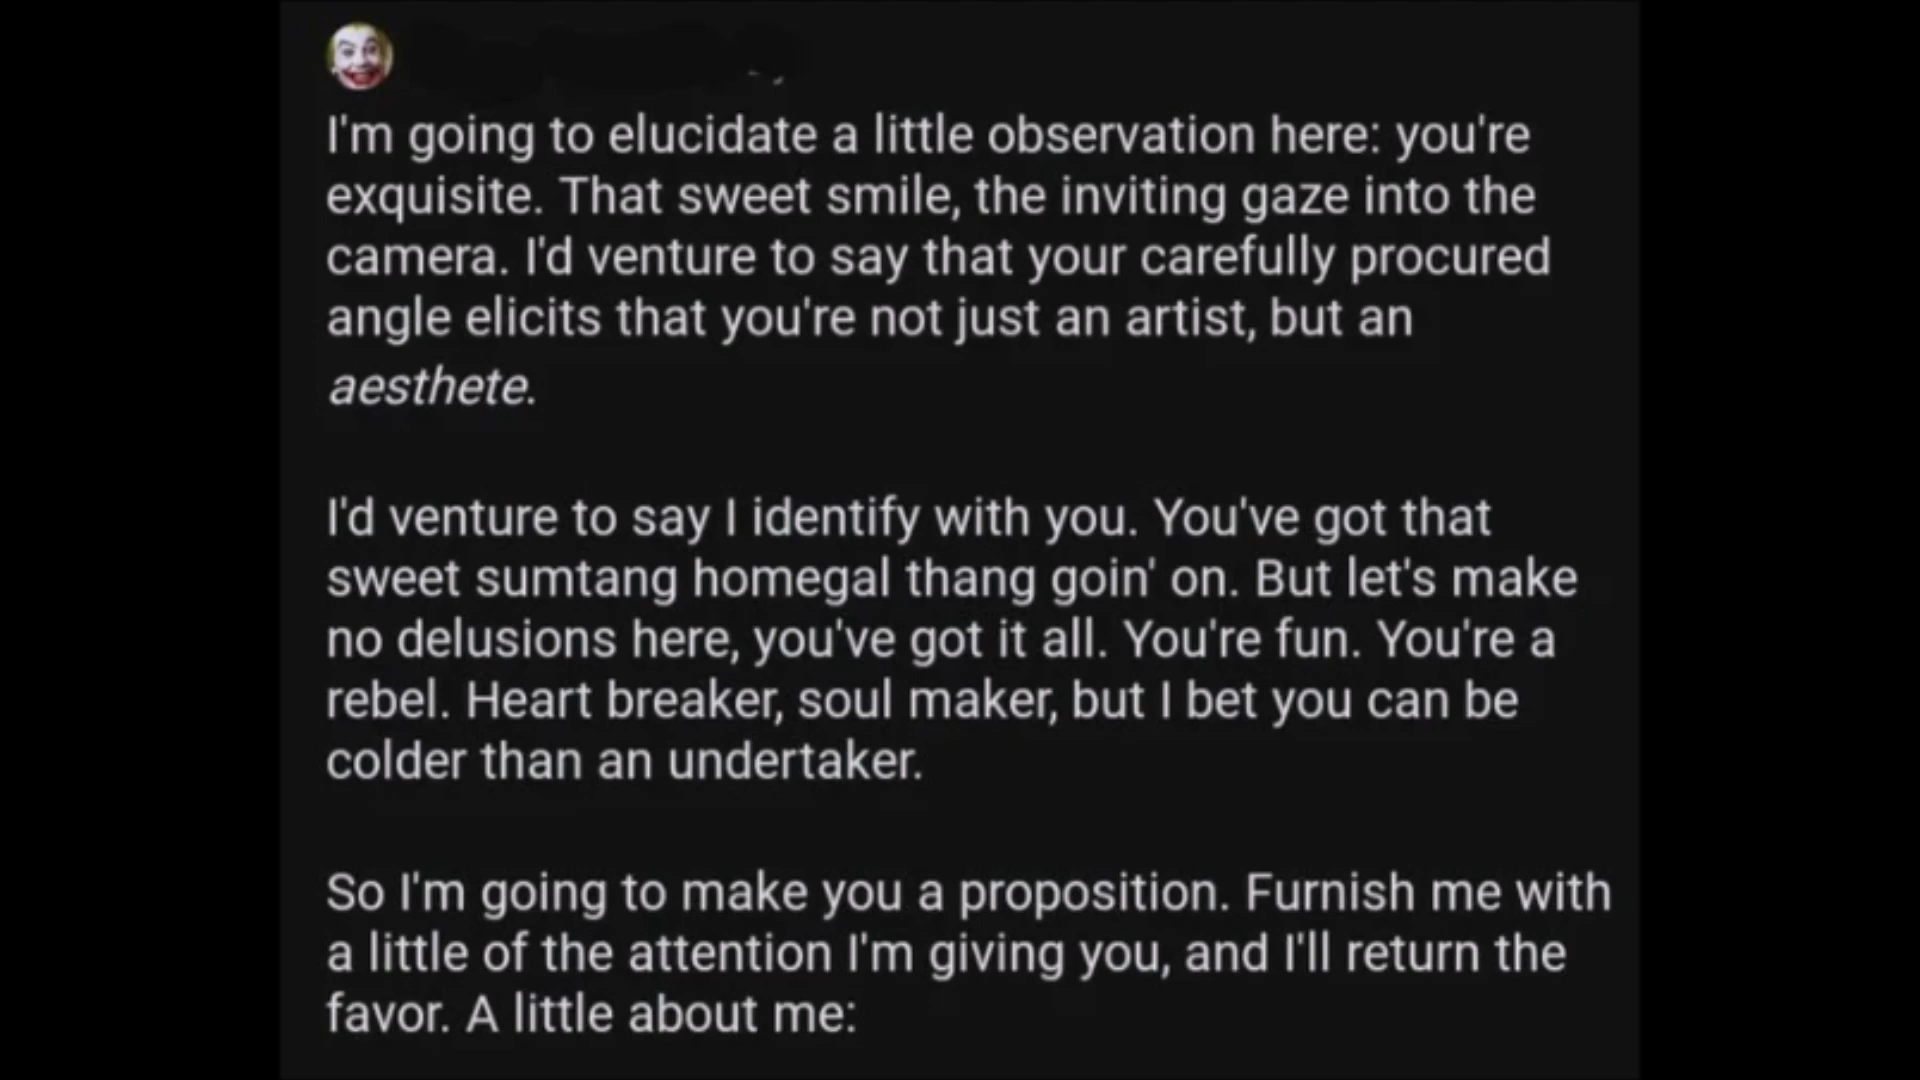 I'm going to elucidate a little observation here: you're
exquisite. That sweet smile, the inviting gaze into the
camera. I'd venture to say that your carefully procured
angle elicits that you're not just an artist, but an
aesthete.
I'd venture to say I identify with you. You've got that
sweet sumtang homegal thang goin' on. But let's make
no delusions here, you've got it all. You're fun. You're a
rebel. Heart breaker, soul maker, but I bet you can be
colder than an undertaker.
So I'm going to make you a proposition. Furnish me with
a little of the attention I'm giving you, and I'll return the
favor. A little about me: